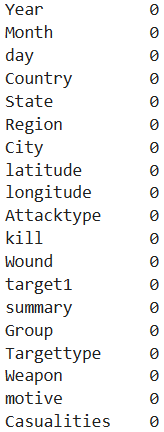 Year 0
Month 0
day 0
Country 0
State 0
Region 0
City 0
latitude 0
longitude 0
Attacktype 0
kill 0
Wound 0
target1 0
summary 0
Group 0
Targettype 0
Weapon 0
motive 0
Casualities 0